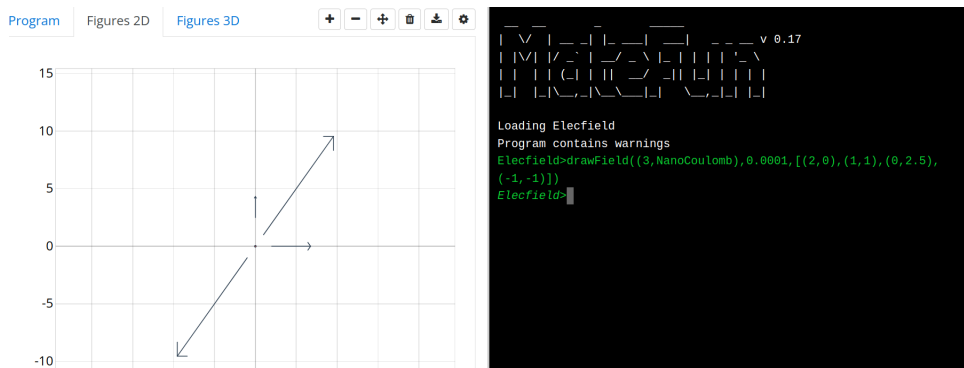 Program Figures 2D Figures 3D
15
10
5
0
-5
-10
MateFun v 0.17
Loading Elecfield
Program contains warnings
Elecfield>drawField((3,NanoCoulomb),0.0001,[(2,0),(1,1),(0,2.5),
(-1,-1)])
Elecfield>